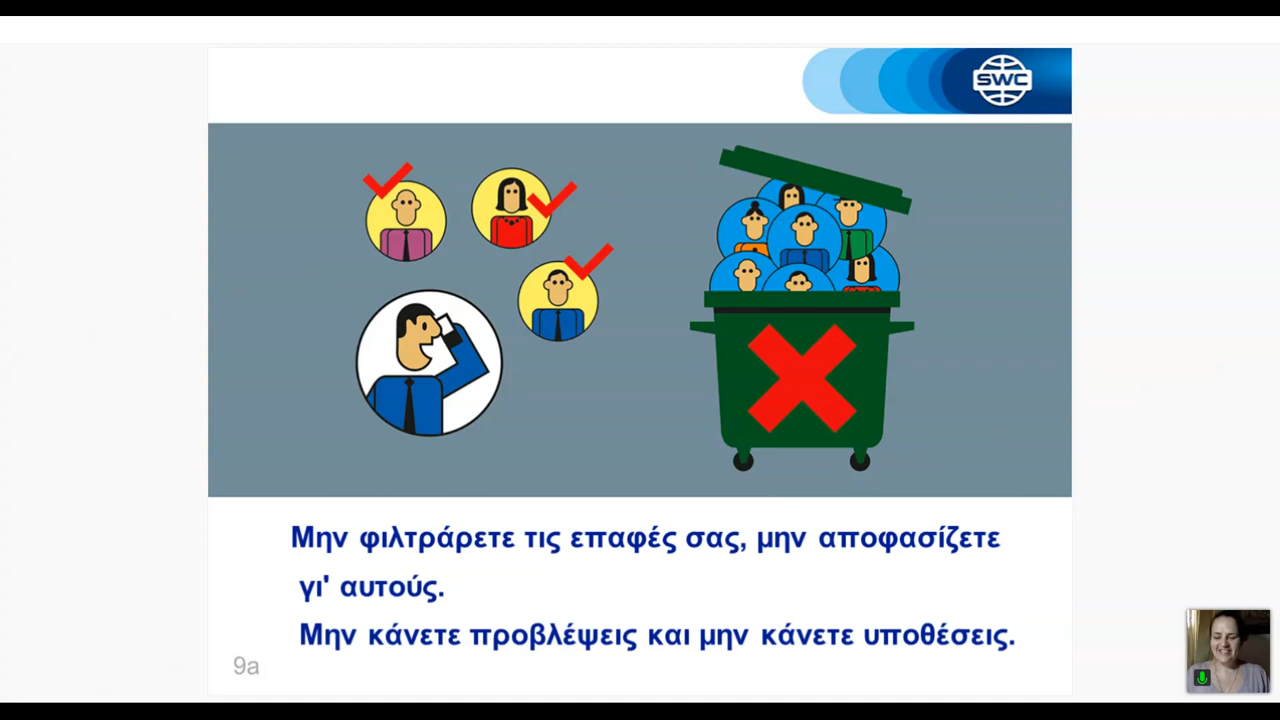 SWC
Μην φιλτράρετε τις επαφές σας, μην αποφασίζετε
γι' αυτούς.
Μην κάνετε προβλέψεις και μην κάνετε υποθέσεις.
9a